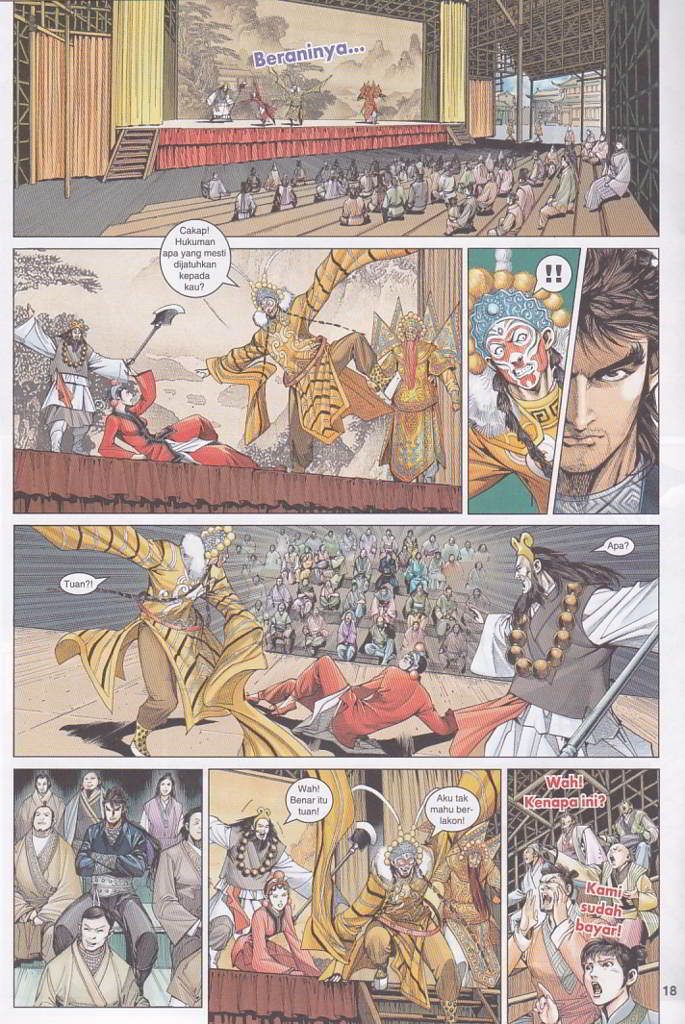 Beraninya...
Cakap!
Hukuman
apa yang mesti
dijatuhkan
kepada
kau?
!!
Tuan?!
Apa?
Wah!
Benar itu
tuan!
Aku tak
mahu ber-
lakon!
Wah!
Kenapa ini?
Kami
sudah
bayar!
18